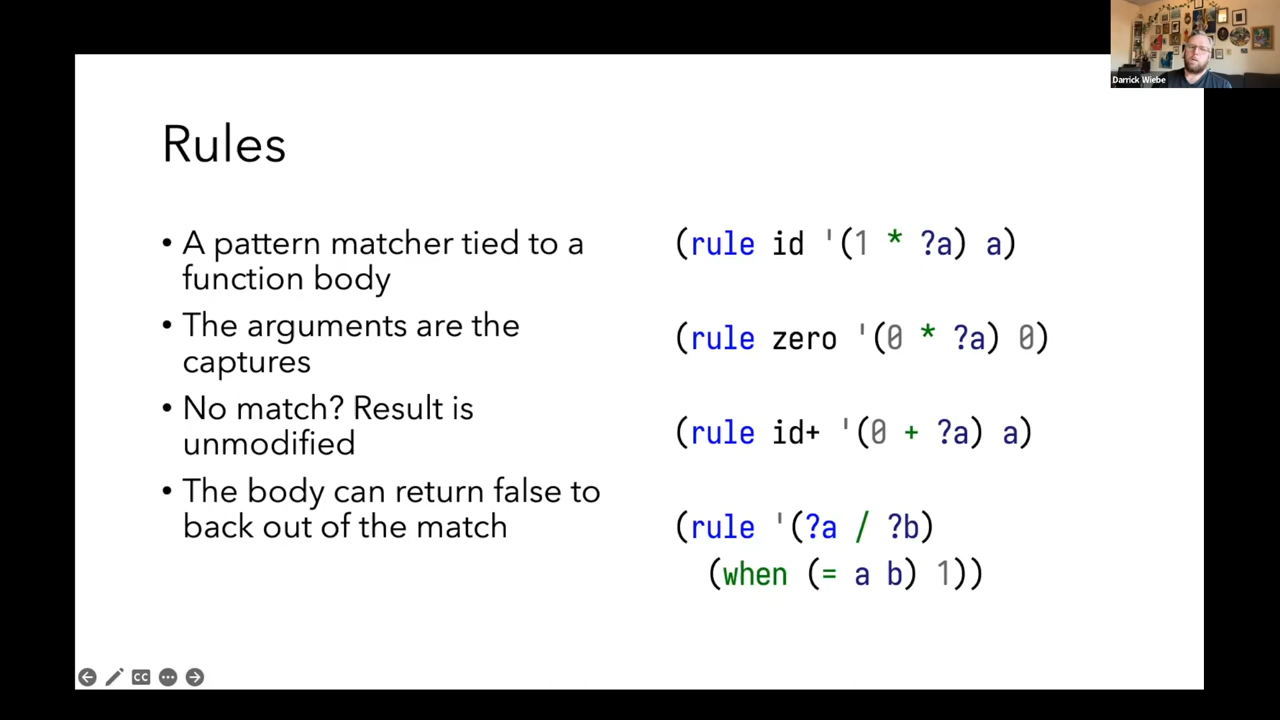 Darrick Wiebe
Rules
• A pattern matcher tied to a
function body
• The arguments are the
captures
• No match? Result is
unmodified
• The body can return false to
back out of the match
(rule id '(1 * ?a) a)
(rule zero '(0 * ?a) 0)
(rule id+ '(0 + ?a) a)
(rule '(?a / ?b)
(when (= a b) 1))
CC